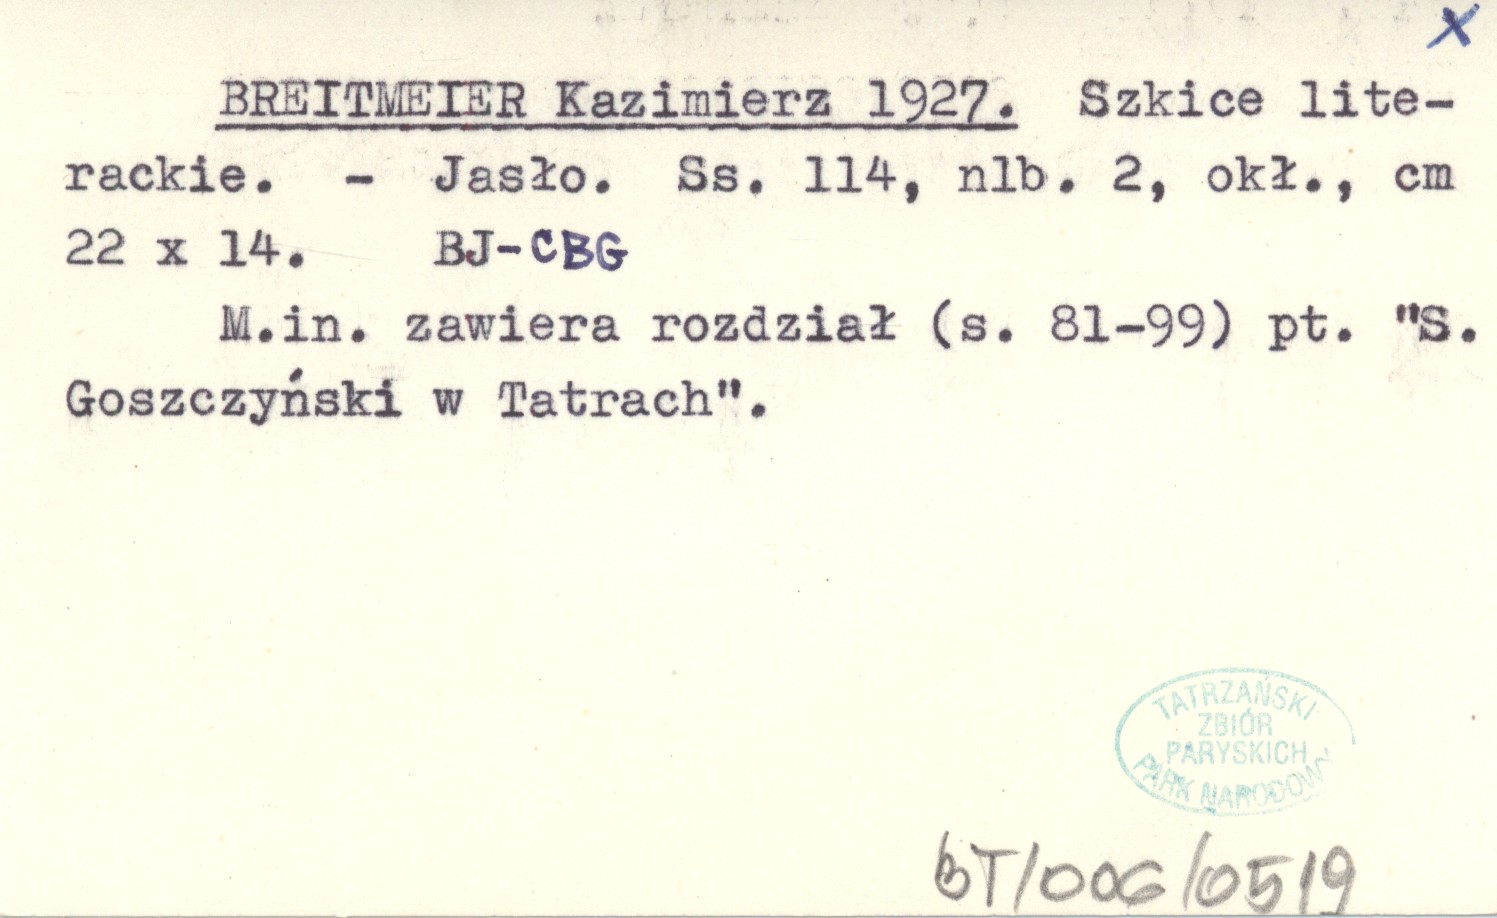 x
BREITMEIER Kazimierz 1927. Szkice lite-
rackie. - Jasło. Ss. 114, nlb. 2, okł., cm
22 x 14. BJ-CBG
M.in. zawiera rozdział (s. 81-99) pt. "S.
Goszczyński w Tatrach".
TATRZAŃSKI
ZBIÓR
PARYSKICH
PARK NARODOWY
BT/006/0519